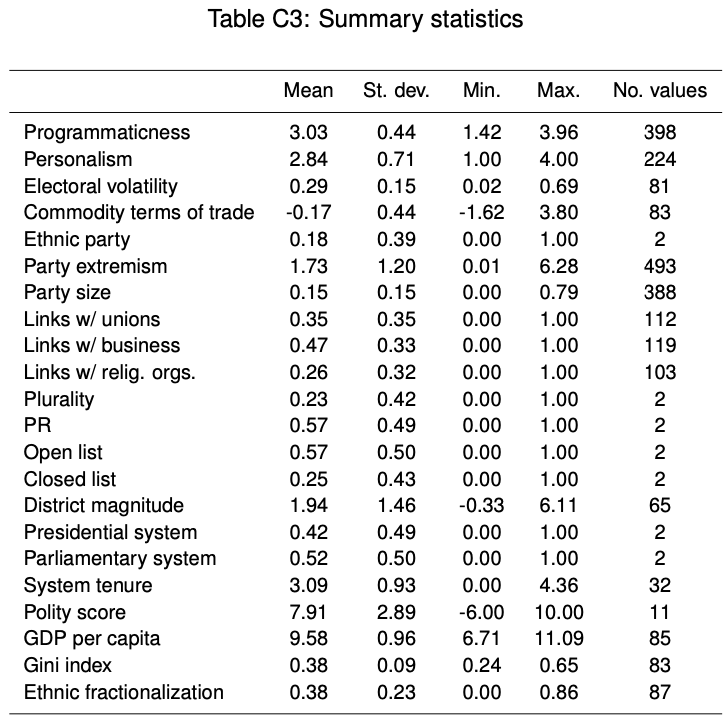 Table C3: Summary statistics
Mean St. dev. Min. Max. No. values
Programmaticness 3.03 0.44 1.42 3.96 398
Personalism 2.84 0.71 1.00 4.00 224
Electoral volatility 0.29 0.15 0.02 0.69 81
Commodity terms of trade -0.17 0.44 -1.62 3.80 83
Ethnic party 0.18 0.39 0.00 1.00 2
Party extremism 1.73 1.20 0.01 6.28 493
Party size 0.15 0.15 0.00 0.79 388
Links w/ unions 0.35 0.35 0.00 1.00 112
Links w/ business 0.47 0.33 0.00 1.00 119
Links w/ relig. orgs. 0.26 0.32 0.00 1.00 103
Plurality 0.23 0.42 0.00 1.00 2
PR 0.57 0.49 0.00 1.00 2
Open list 0.57 0.50 0.00 1.00 2
Closed list 0.25 0.43 0.00 1.00 2
District magnitude 1.94 1.46 -0.33 6.11 65
Presidential system 0.42 0.49 0.00 1.00 2
Parliamentary system 0.52 0.50 0.00 1.00 2
System tenure 3.09 0.93 0.00 4.36 32
Polity score 7.91 2.89 -6.00 10.00 11
GDP per capita 9.58 0.96 6.71 11.09 85
Gini index 0.38 0.09 0.24 0.65 83
Ethnic fractionalization 0.38 0.23 0.00 0.86 87